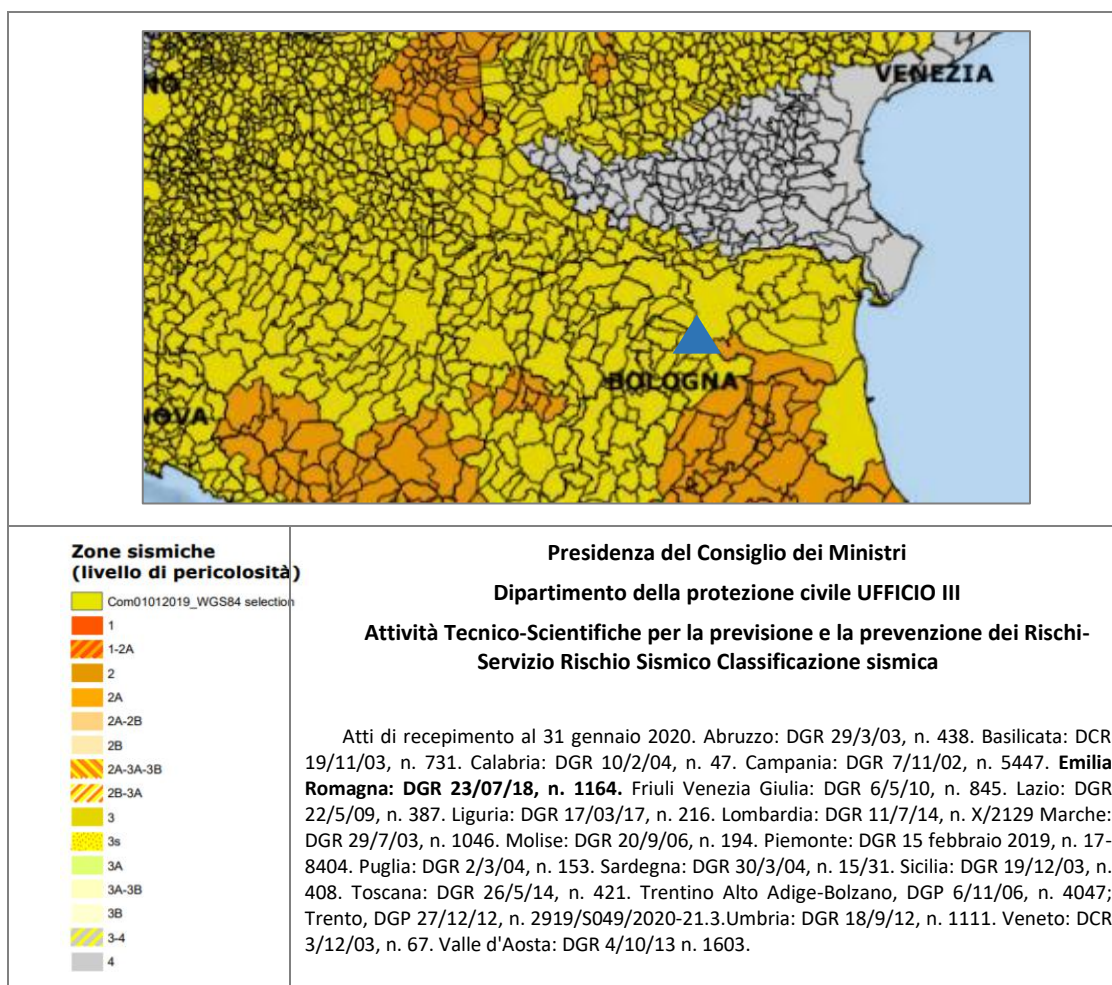 VENEZIA
NO
BOLOGNA
NOVA
Zone sismiche
(livello di pericolosità)
Com01012019_WGS84 selection
1
1-2A
2
2A
2A-2B
2B
2A-3A-3B
2B-3A
3
3s
3A
3A-3B
3B
3-4
4
Presidenza del Consiglio dei Ministri
Dipartimento della protezione civile UFFICIO III
Attività Tecnico-Scientifiche per la previsione e la prevenzione dei Rischi-
Servizio Rischio Sismico Classificazione sismica
Atti di recepimento al 31 gennaio 2020. Abruzzo: DGR 29/3/03, n. 438. Basilicata: DCR
19/11/03, n. 731. Calabria: DGR 10/2/04, n. 47. Campania: DGR 7/11/02, n. 5447. Emilia
Romagna: DGR 23/07/18, n. 1164. Friuli Venezia Giulia: DGR 6/5/10, n. 845. Lazio: DGR
22/5/09, n. 387. Liguria: DGR 17/03/17, n. 216. Lombardia: DGR 11/7/14, n. X/2129 Marche:
DGR 29/7/03, n. 1046. Molise: DGR 20/9/06, n. 194. Piemonte: DGR 15 febbraio 2019, n. 17-
8404. Puglia: DGR 2/3/04, n. 153. Sardegna: DGR 30/3/04, n. 15/31. Sicilia: DGR 19/12/03, n.
408. Toscana: DGR 26/5/14, n. 421. Trentino Alto Adige-Bolzano, DGP 6/11/06, n. 4047;
Trento, DGP 27/12/12, n. 2919/S049/2020-21.3.Umbria: DGR 18/9/12, n. 1111. Veneto: DCR
3/12/03, n. 67. Valle d'Aosta: DGR 4/10/13 n. 1603.